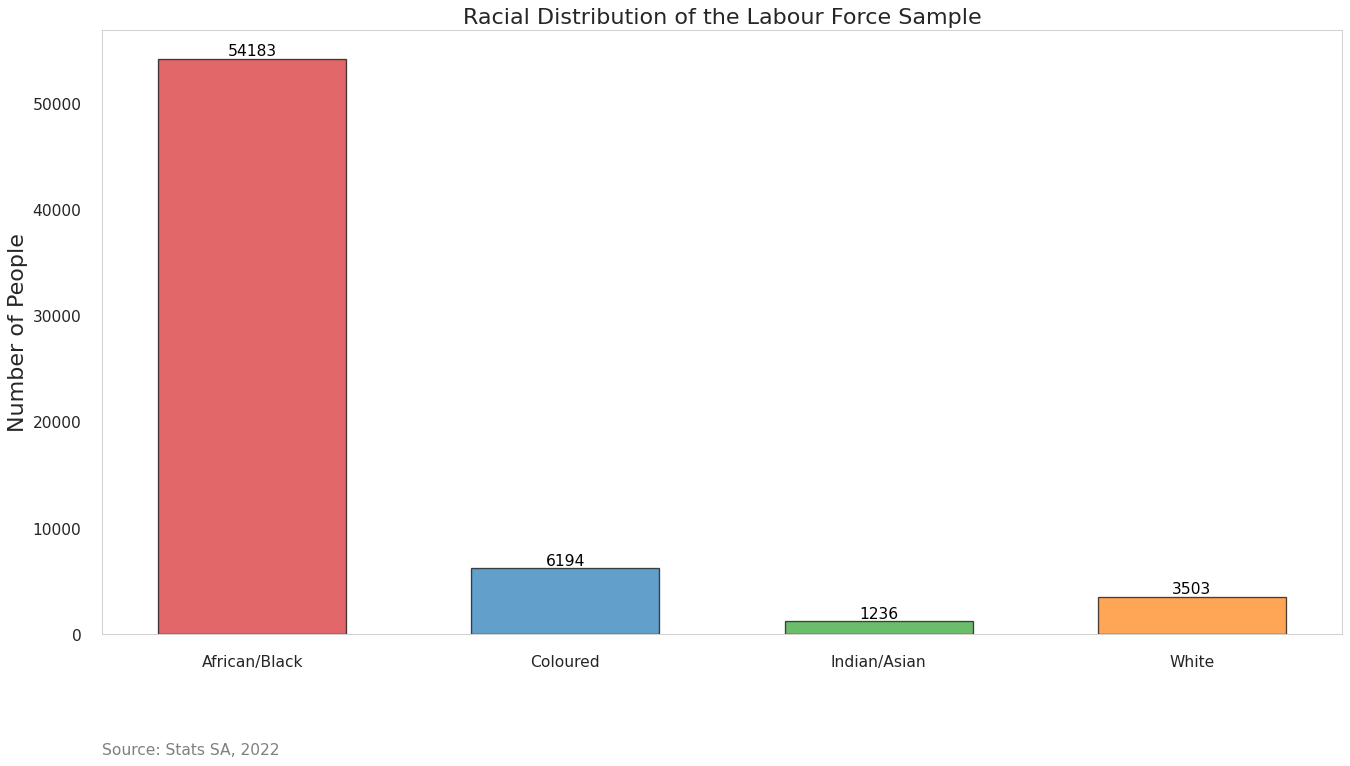 Racial Distribution of the Labour Force Sample
Number of People
50000
40000
30000
20000
10000
0
54183
6194
1236
3503
African/Black
Coloured
Indian/Asian
White
Source: Stats SA, 2022